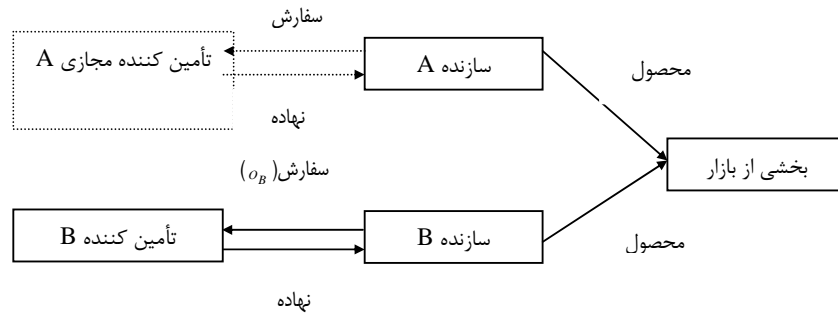 سفارش
تأمین کننده مجازی A
سازنده A
محصول
نهاده
بخشی از بازار
سفارش(o_B)
تأمین کننده B
سازنده B
محصول
نهاده